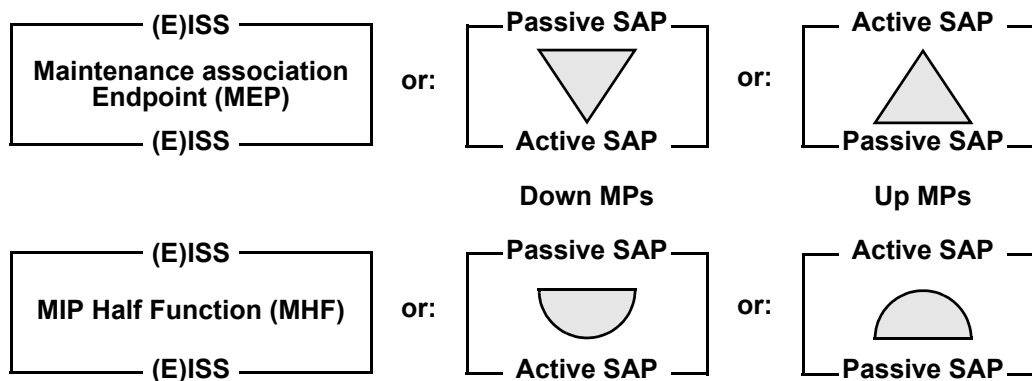 (E)ISS
Maintenance association
Endpoint (MEP)
(E)ISS
or:
Passive SAP
Active SAP
or:
Active SAP
Passive SAP
Down MPs
Up MPs
(E)ISS
MIP Half Function (MHF)
(E)ISS
or:
Passive SAP
Active SAP
or:
Active SAP
Passive SAP